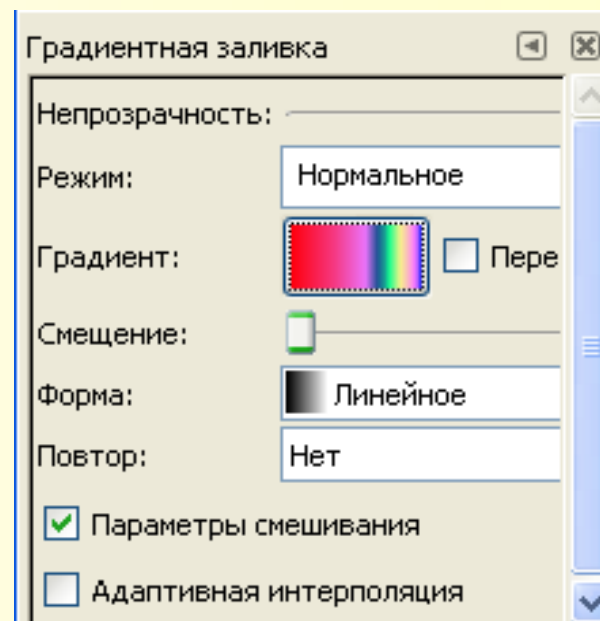 Градиентная заливка
Непрозрачность:
Режим: Нормальное
Градиент: Пере
Смещение:
Форма: Линейное
Повтор: Нет
Параметры смешивания
Адаптивная интерполяция